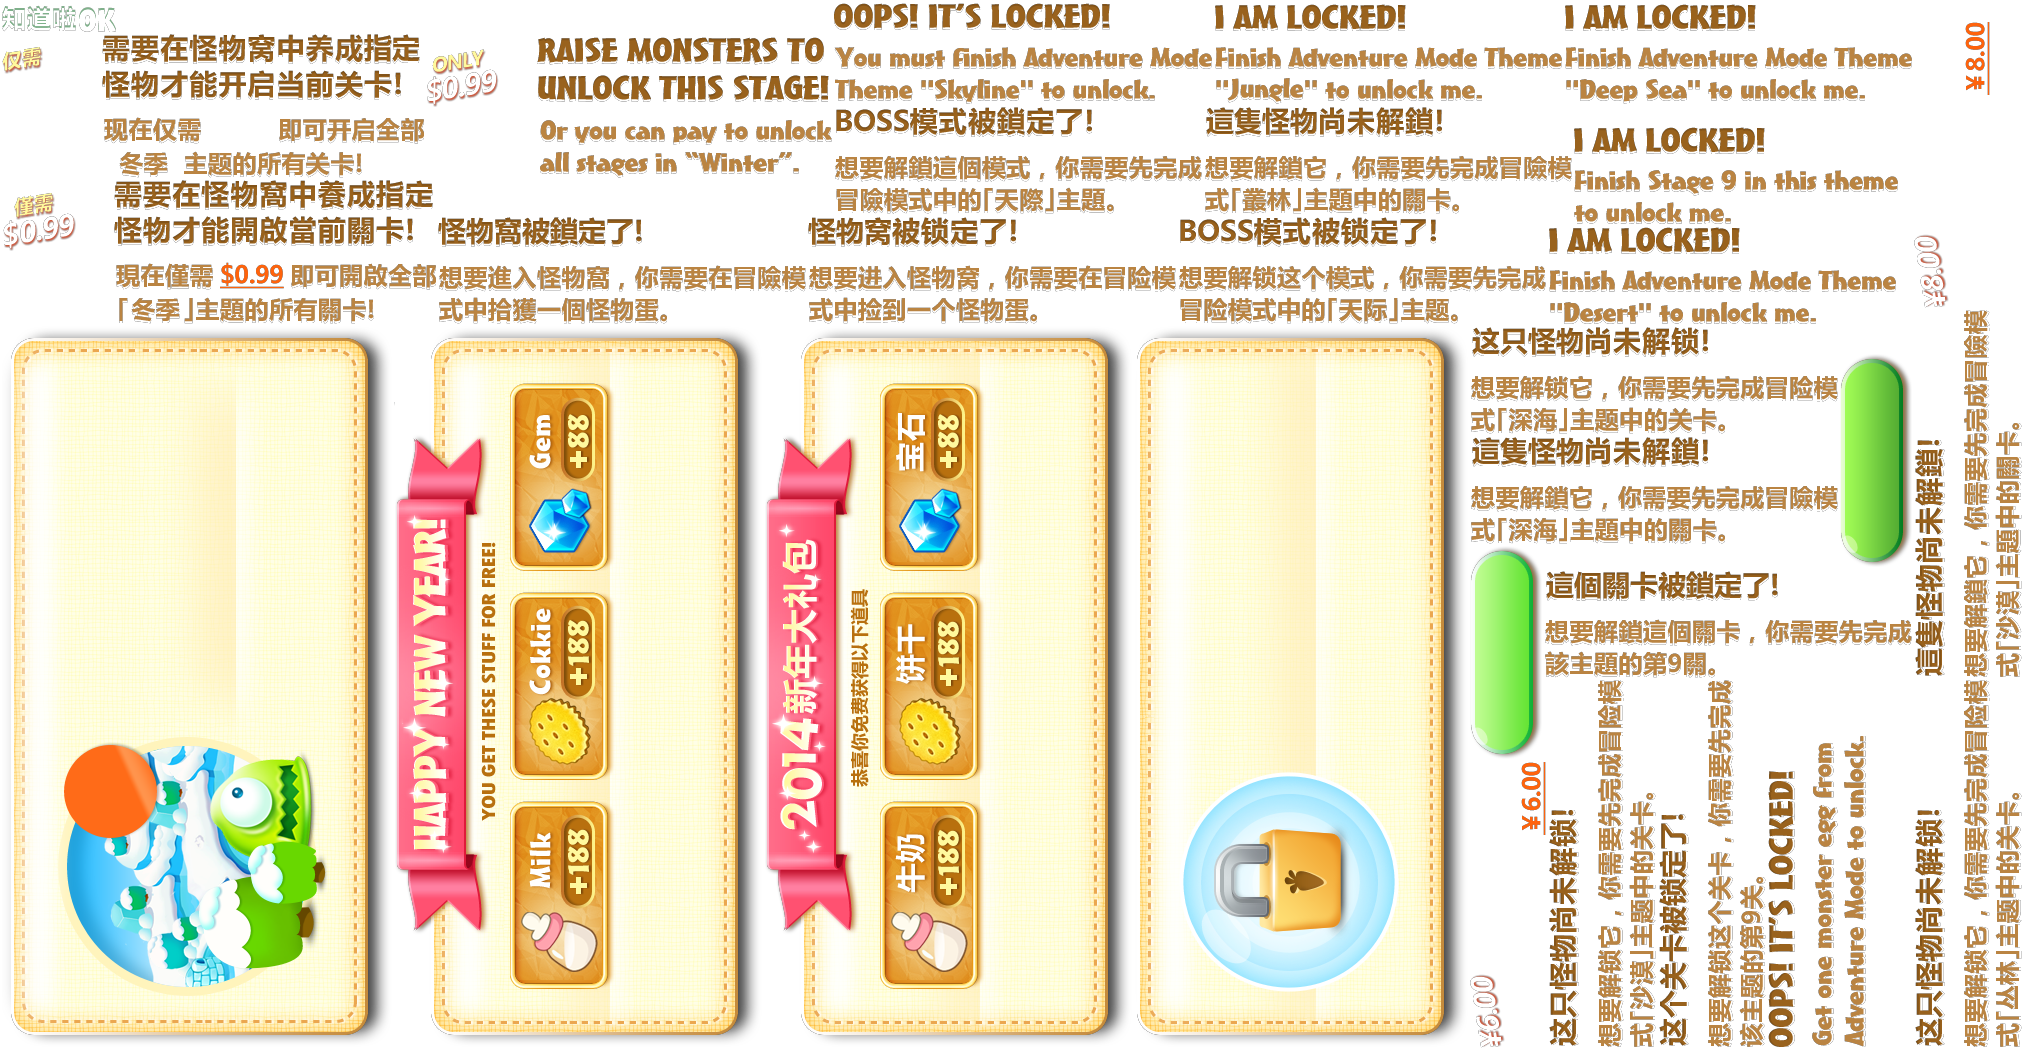 知道啦OK
仅需
需要在怪物窝中养成指定
怪物才能开启当前关卡!
现在仅需 即可开启全部
冬季 主题的所有关卡!
ONLY
$0.99
RAISE MONSTERS TO
UNLOCK THIS STAGE!
Or you can pay to unlock
all stages in “Winter”.
OOPS! IT'S LOCKED!
You must finish Adventure Mode
Theme "Skyline" to unlock.
I AM LOCKED!
Finish Adventure Mode Theme
"Jungle" to unlock me.
I AM LOCKED!
Finish Adventure Mode Theme
"Deep Sea" to unlock me.
¥8.00
BOSS模式被鎖定了!
想要解鎖這個模式，你需要先完成
冒險模式中的「天際」主題。
這隻怪物尚未解鎖!
想要解鎖它，你需要先完成冒險模
式「叢林」主題中的關卡。
I AM LOCKED!
Finish Stage 9 in this theme
to unlock me.
僅需
$0.99
需要在怪物窩中養成指定
怪物才能開啟當前關卡!
現在僅需 $0.99 即可開啟全部
「冬季」主題的所有關卡!
怪物窩被鎖定了!
想要進入怪物窩，你需要在冒險模
式中拾獲一個怪物蛋。
怪物窝被锁定了!
想要进入怪物窝，你需要在冒险模
式中捡到一个怪物蛋。
BOSS模式被锁定了!
想要解锁这个模式，你需要先完成
冒险模式中的「天际」主题。
I AM LOCKED!
Finish Adventure Mode Theme
"Desert" to unlock me.
¥8.00
HAPPY NEW YEAR!
YOU GET THESE STUFF FOR FREE!
Milk
+188
Cokkie
+188
Gem
+88
2014新年大礼包
恭喜你免费获得以下道具
牛奶
+188
饼干
+188
宝石
+88
这只怪物尚未解锁!
想要解锁它，你需要先完成冒险模
式「深海」主题中的关卡。
這隻怪物尚未解鎖!
想要解鎖它，你需要先完成冒險模
式「深海」主題中的關卡。
這個關卡被鎖定了!
想要解鎖這個關卡，你需要先完成
該主題的第9關。
這隻怪物尚未解鎖!
想要解鎖它，你需要先完成冒險模
式「沙漠」主題中的關卡。
¥6.00
¥6.00
这只怪物尚未解锁!
想要解锁它，你需要先完成冒险模
式「沙漠」主题中的关卡。
这个关卡被锁定了!
想要解锁这个关卡，你需要先完成
该主题的第9关。
OOPS! IT'S LOCKED!
Get one monster egg from
Adventure Mode to unlock.
这只怪物尚未解锁!
想要解锁它，你需要先完成冒险模
式「丛林」主题中的关卡。